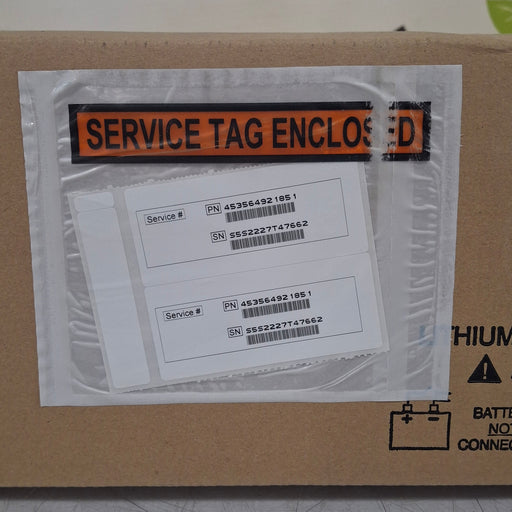 SERVICE TAG ENCLOSED
Service #
PN 453564921851
SN S5S2227T47662
Service #
PN 453564921851
SN S5S2227T47662
THIUM
BATTE
NOT
CONNEC